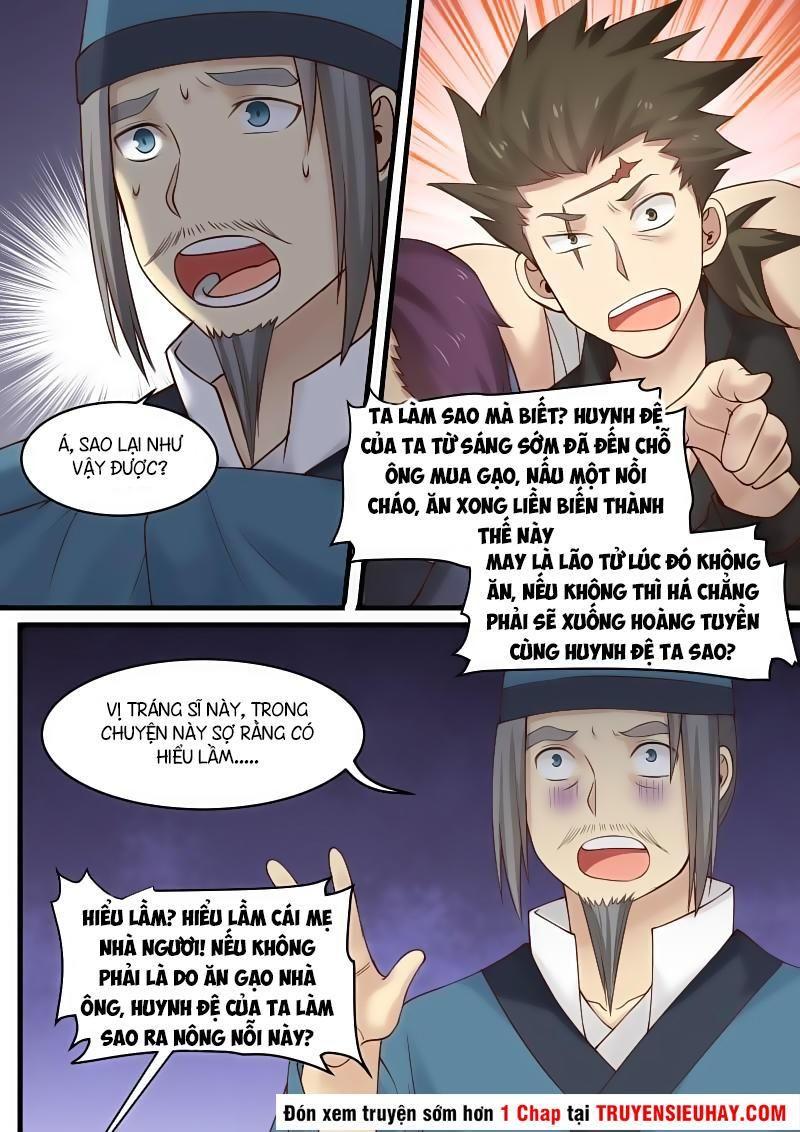 Á, SAO LẠI NHƯ
VẬY ĐƯỢC?
TA LÀM SAO MÀ BIẾT? HUYNH ĐỆ
CỦA TA TỪ SÁNG SỚM ĐÃ ĐẾN CHỖ
ÔNG MUA GẠO, NẤU MỘT NỒI
CHÁO, ĂN XONG LIỀN BIẾN THÀNH
THẾ NÀY
MAY LÀ LÃO TỬ LÚC ĐÓ KHÔNG
ĂN, NẾU KHÔNG THÌ HÁ CHẲNG
PHẢI SẼ XUỐNG HOÀNG TUYỀN
CÙNG HUYNH ĐỆ TA SAO?
VỊ TRÁNG SĨ NÀY, TRONG
CHUYỆN NÀY SỢ RẰNG CÓ
HIỂU LẦM.....
HIỂU LẦM? HIỂU LẦM CÁI MẸ
NHÀ NGƯƠI! NẾU KHÔNG
PHẢI LÀ DO ĂN GẠO NHÀ
ÔNG, HUYNH ĐỆ CỦA TA LÀM
SAO RA NÔNG NỖI NÀY?
Đón xem truyện sớm hơn 1 Chap tại TRUYENSIEUHAY.COM